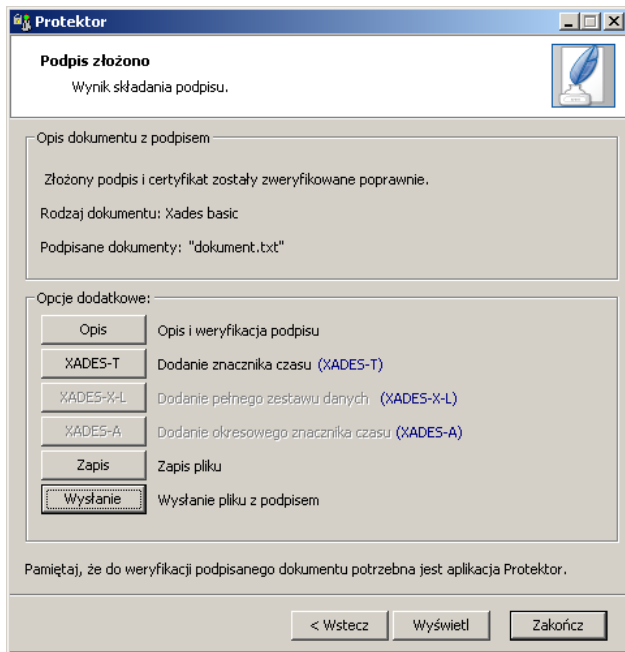 Protektor
Podpis złożono
Wynik składania podpisu.
Opis dokumentu z podpisem
Złożony podpis i certyfikat zostały zweryfikowane poprawnie.
Rodzaj dokumentu: Xades basic
Podpisane dokumenty: "dokument.txt"
Opcje dodatkowe:
Opis Opis i weryfikacja podpisu
XADES-T Dodanie znacznika czasu (XADES-T)
XADES-X-L Dodanie pełnego zestawu danych (XADES-X-L)
XADES-A Dodanie okresowego znacznika czasu (XADES-A)
Zapis Zapis pliku
Wysłanie Wysłanie pliku z podpisem
Pamiętaj, że do weryfikacji podpisanego dokumentu potrzebna jest aplikacja Protektor.
< Wstecz Wyświetl Zakończ